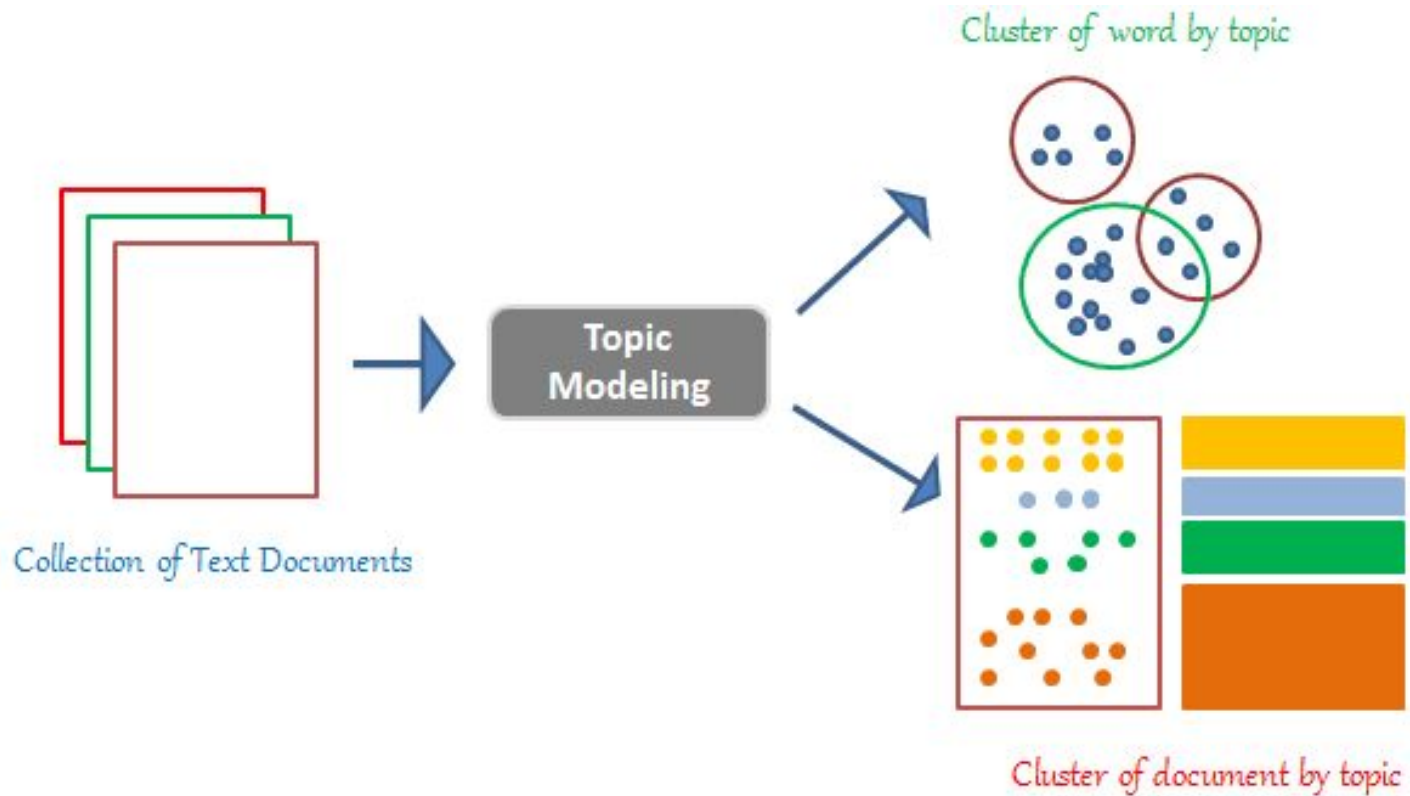 Cluster of word by topic
Topic
Modeling
Collection of Text Documents
Cluster of document by topic